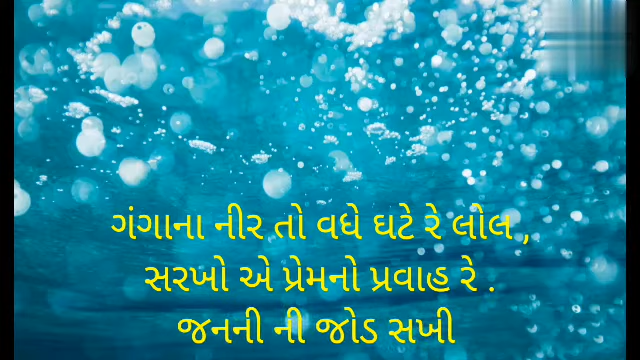 ગંગાના નીર તો વધે ઘટે રે લોલ ,
સરખો એ પ્રેમનો પ્રવાહ રે .
જનની ની જોડ સખી